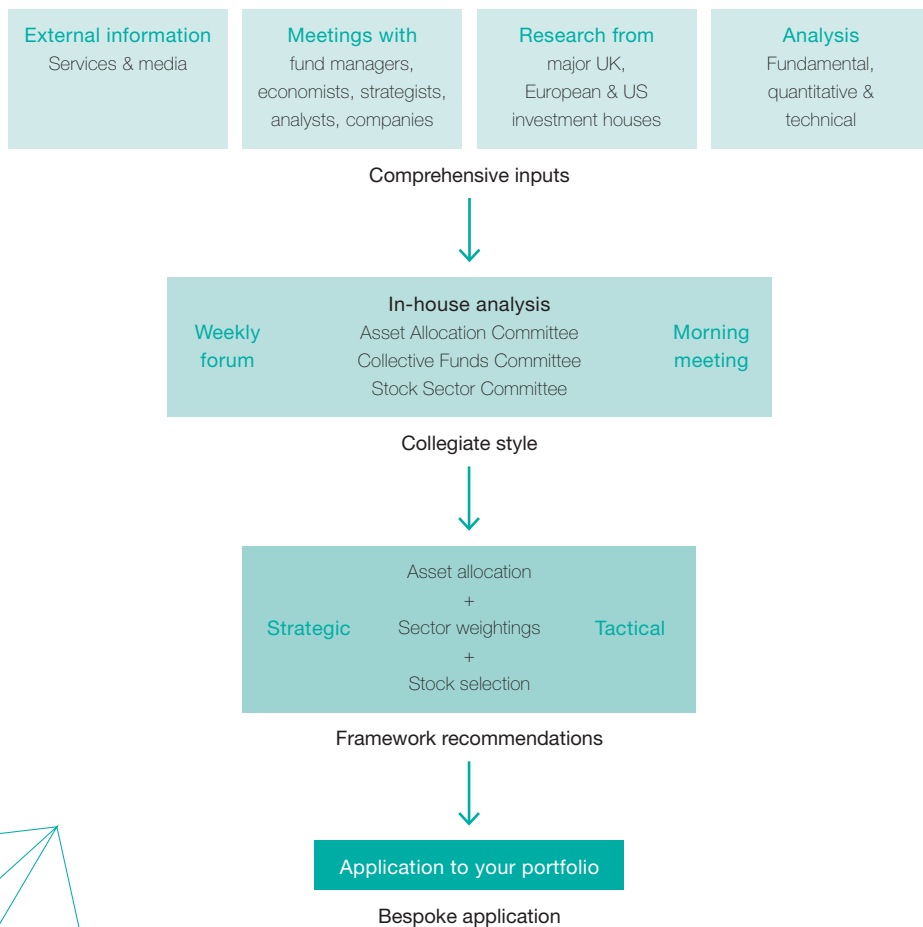 External information
Services & media
Meetings with
fund managers,
economists, strategists,
analysts, companies
Research from
major UK,
European & US
investment houses
Analysis
Fundamental,
quantitative &
technical
Comprehensive inputs
Weekly
forum
In-house analysis
Asset Allocation Committee
Collective Funds Committee
Stock Sector Committee
Morning
meeting
Collegiate style
Strategic
Asset allocation
+
Sector weightings
+
Stock selection
Tactical
Framework recommendations
Application to your portfolio
Bespoke application